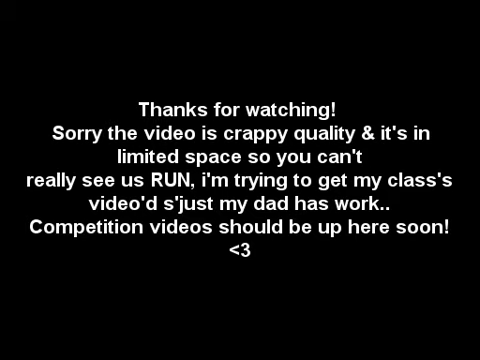 Thanks for watching!
Sorry the video is crappy quality & it's in
limited space so you can't
really see us RUN, i'm trying to get my class's
video'd s'just my dad has work..
Competition videos should be up here soon!
<3